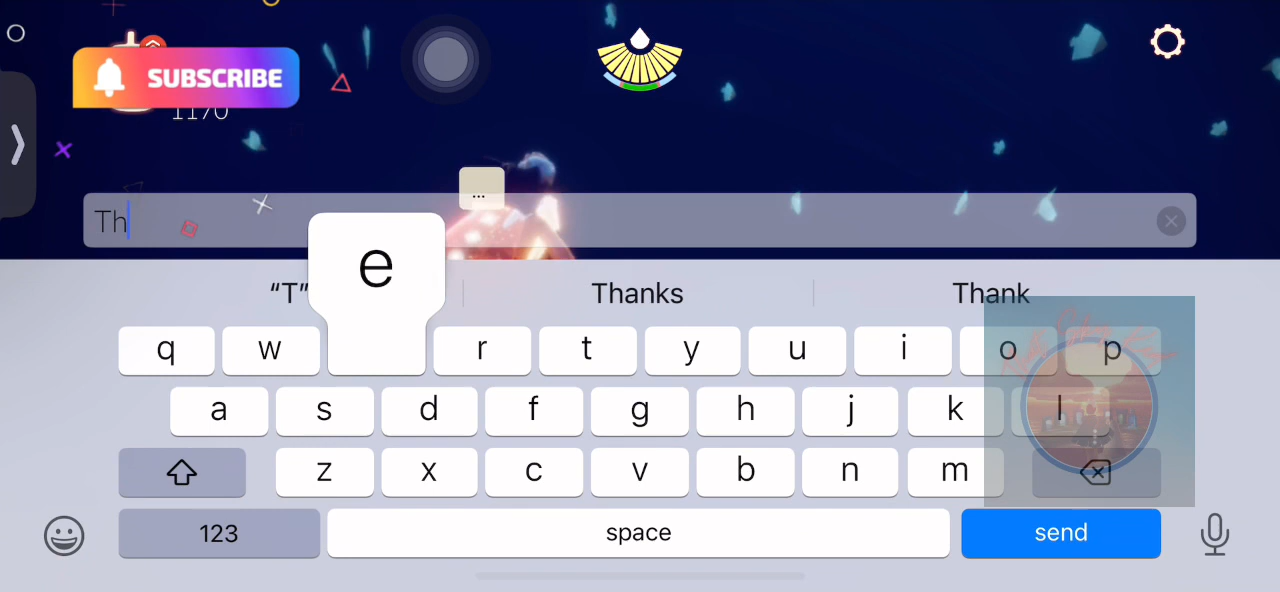 SUBSCRIBE
1170
...
Th
e
“T” Thanks Thank
q w r t y u i o p
a s d f g h j k l
z x c v b n m
123 space send